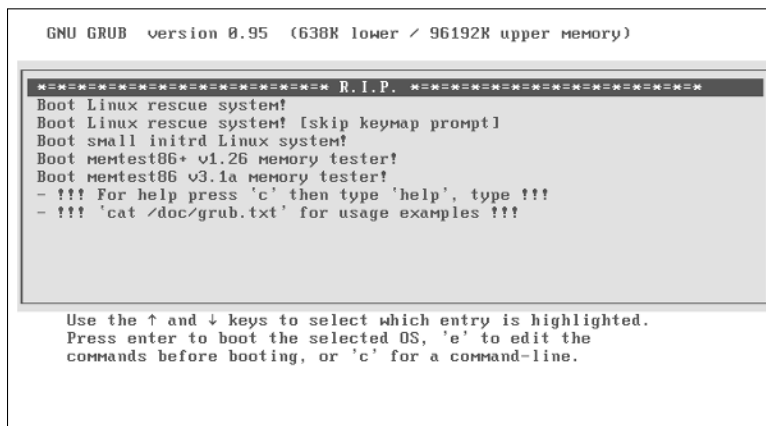 GNU GRUB  version 0.95  (638K lower / 96192K upper memory)
*=*=*=*=*=*=*=*=*=*=*=*=*=*=* R.I.P. *=*=*=*=*=*=*=*=*=*=*=*=*=*=*
Boot Linux rescue system!
Boot Linux rescue system! [skip keymap prompt]
Boot small initrd Linux system!
Boot memtest86+ v1.26 memory tester!
Boot memtest86 v3.1a memory tester!
- !!! For help press 'c' then type 'help', type !!!
- !!! 'cat /doc/grub.txt' for usage examples !!!
Use the ↑ and ↓ keys to select which entry is highlighted.
Press enter to boot the selected OS, 'e' to edit the
commands before booting, or 'c' for a command-line.